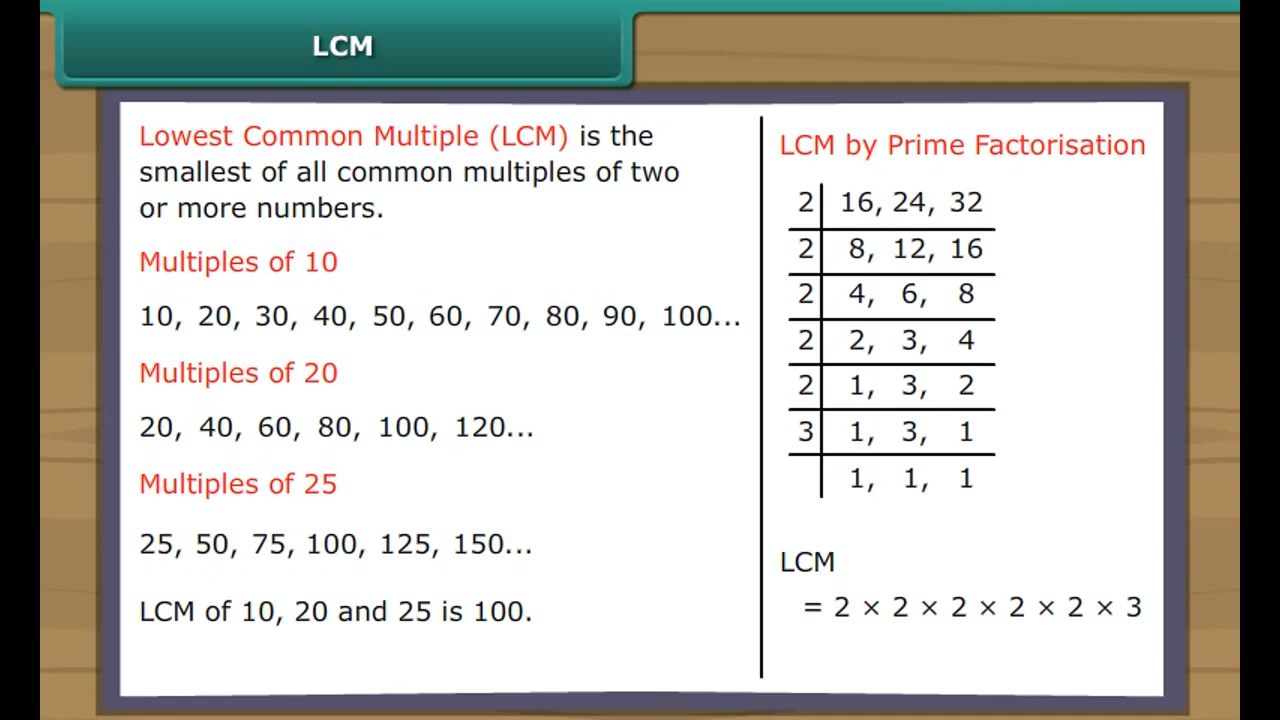 LCM
Lowest Common Multiple (LCM) is the
smallest of all common multiples of two
or more numbers.
Multiples of 10
10, 20, 30, 40, 50, 60, 70, 80, 90, 100...
Multiples of 20
20, 40, 60, 80, 100, 120...
Multiples of 25
25, 50, 75, 100, 125, 150...
LCM of 10, 20 and 25 is 100.
LCM by Prime Factorisation
2 16, 24, 32
2 8, 12, 16
2 4, 6, 8
2 2, 3, 4
2 1, 3, 2
3 1, 3, 1
1, 1, 1
LCM
= 2 × 2 × 2 × 2 × 2 × 3